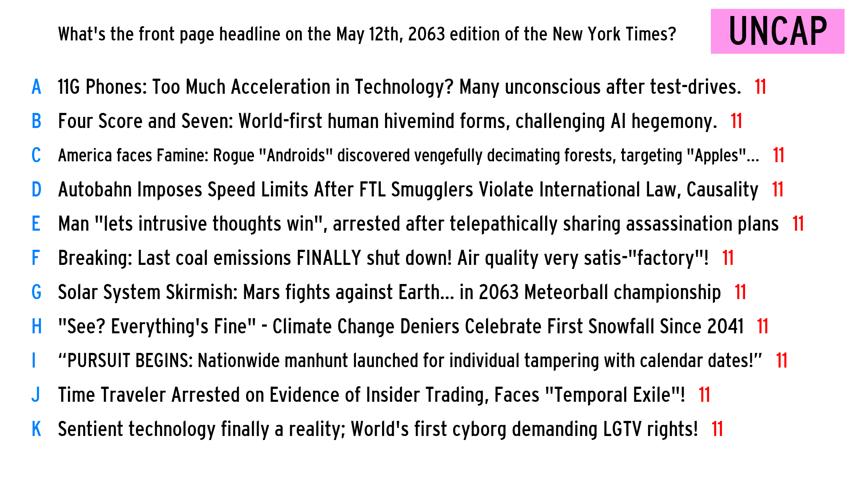 What's the front page headline on the May 12th, 2063 edition of the New York Times?
UNCAP
A 11G Phones: Too Much Acceleration in Technology? Many unconscious after test-drives. 11
B Four Score and Seven: World-first human hivemind forms, challenging AI hegemony. 11
C America faces Famine: Rogue "Androids" discovered vengefully decimating forests, targeting "Apples"... 11
D Autobahn Imposes Speed Limits After FTL Smugglers Violate International Law, Causality 11
E Man "lets intrusive thoughts win", arrested after telepathically sharing assassination plans 11
F Breaking: Last coal emissions FINALLY shut down! Air quality very satis-"factory"! 11
G Solar System Skirmish: Mars fights against Earth... in 2063 Meteorball championship 11
H "See? Everything's Fine" - Climate Change Deniers Celebrate First Snowfall Since 2041 11
I “PURSUIT BEGINS: Nationwide manhunt launched for individual tampering with calendar dates!” 11
J Time Traveler Arrested on Evidence of Insider Trading, Faces "Temporal Exile"! 11
K Sentient technology finally a reality; World's first cyborg demanding LGTV rights! 11